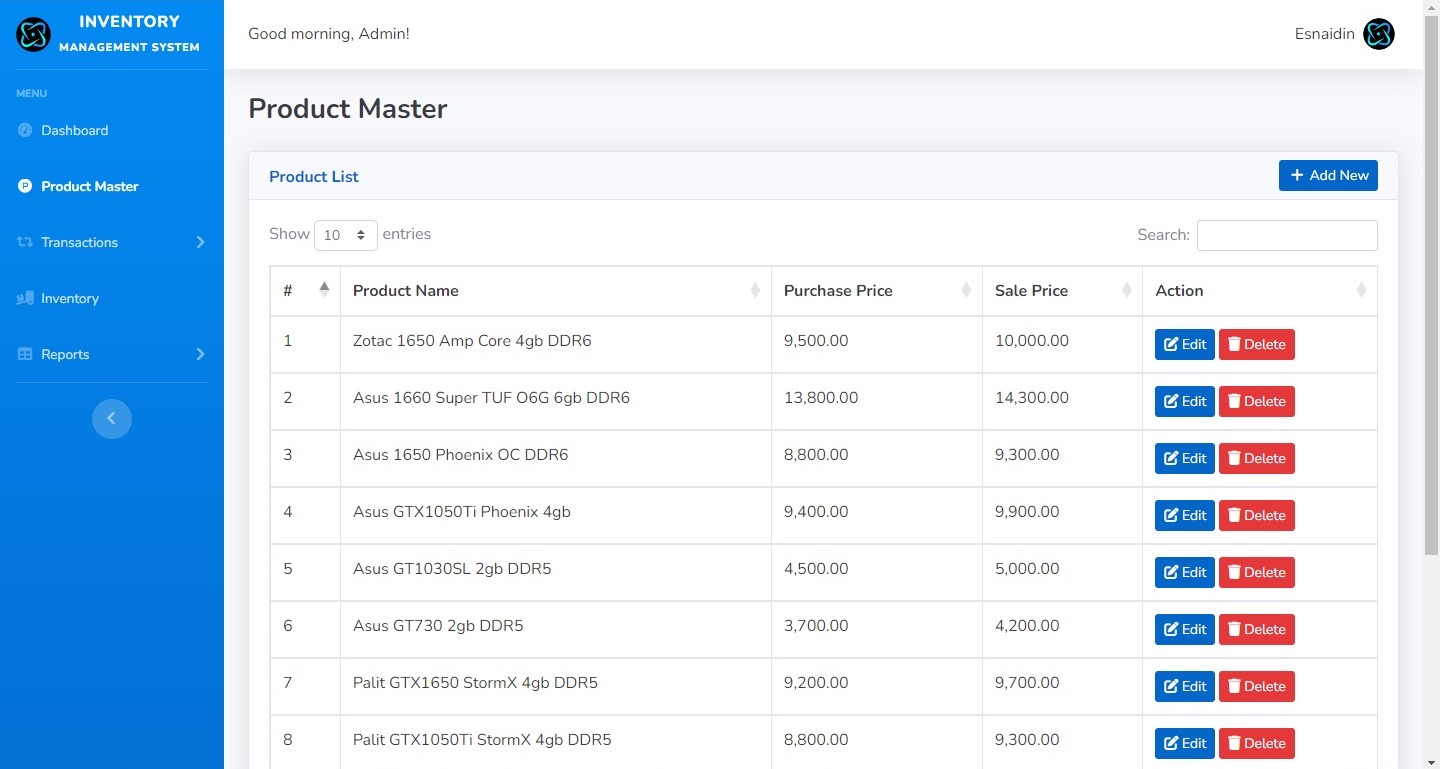 INVENTORY
MANAGEMENT SYSTEM
MENU
Dashboard
Product Master
Transactions
Inventory
Reports
Good morning, Admin!
Esnaidin
Product Master
Product List
Add New
Show 10 entries
Search:
# Product Name Purchase Price Sale Price Action
1 Zotac 1650 Amp Core 4gb DDR6 9,500.00 10,000.00 Edit Delete
2 Asus 1660 Super TUF O6G 6gb DDR6 13,800.00 14,300.00 Edit Delete
3 Asus 1650 Phoenix OC DDR6 8,800.00 9,300.00 Edit Delete
4 Asus GTX1050Ti Phoenix 4gb 9,400.00 9,900.00 Edit Delete
5 Asus GT1030SL 2gb DDR5 4,500.00 5,000.00 Edit Delete
6 Asus GT730 2gb DDR5 3,700.00 4,200.00 Edit Delete
7 Palit GTX1650 StormX 4gb DDR5 9,200.00 9,700.00 Edit Delete
8 Palit GTX1050Ti StormX 4gb DDR5 8,800.00 9,300.00 Edit Delete